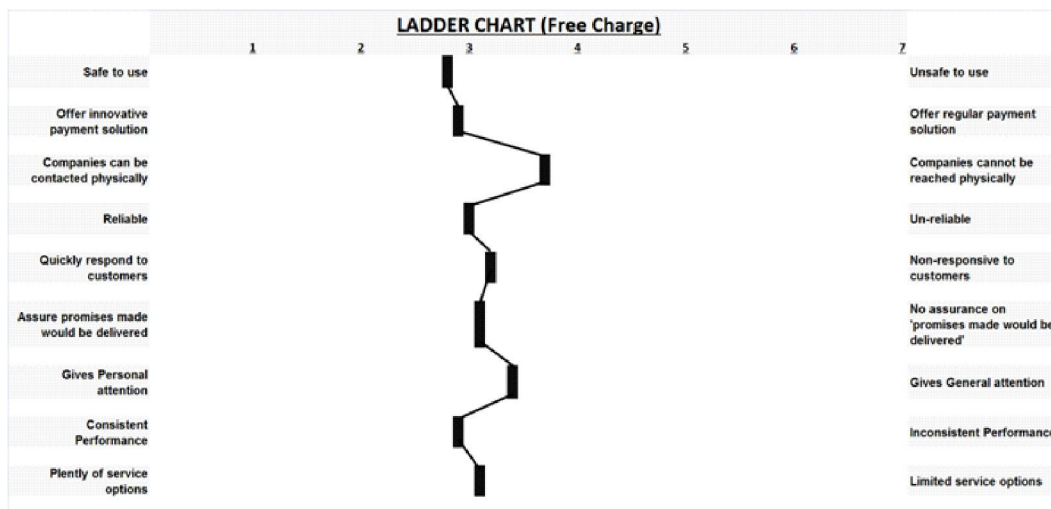 LADDER CHART (Free Charge)
1 2 3 4 5 6 7
Safe to use
Unsafe to use
Offer innovative
payment solution
Offer regular payment
solution
Companies can be
contacted physically
Companies cannot be
reached physically
Reliable
Un-reliable
Quickly respond to
customers
Non-responsive to
customers
Assure promises made
would be delivered
No assurance on
'promises made would be
delivered'
Gives Personal
attention
Gives General attention
Consistent
Performance
Inconsistent Performance
Plently of service
options
Limited service options